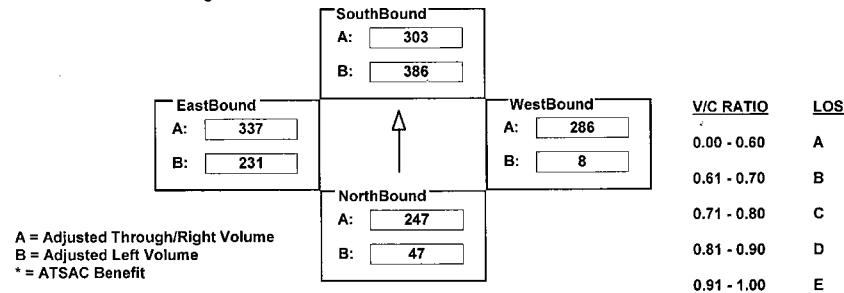 SouthBound
A: 303
B: 386
EastBound
A: 337
B: 231
WestBound
A: 286
B: 8
NorthBound
A: 247
B: 47
A = Adjusted Through/Right Volume
B = Adjusted Left Volume
* = ATSAC Benefit
V/C RATIO LOS
0.00 - 0.60 A
0.61 - 0.70 B
0.71 - 0.80 C
0.81 - 0.90 D
0.91 - 1.00 E